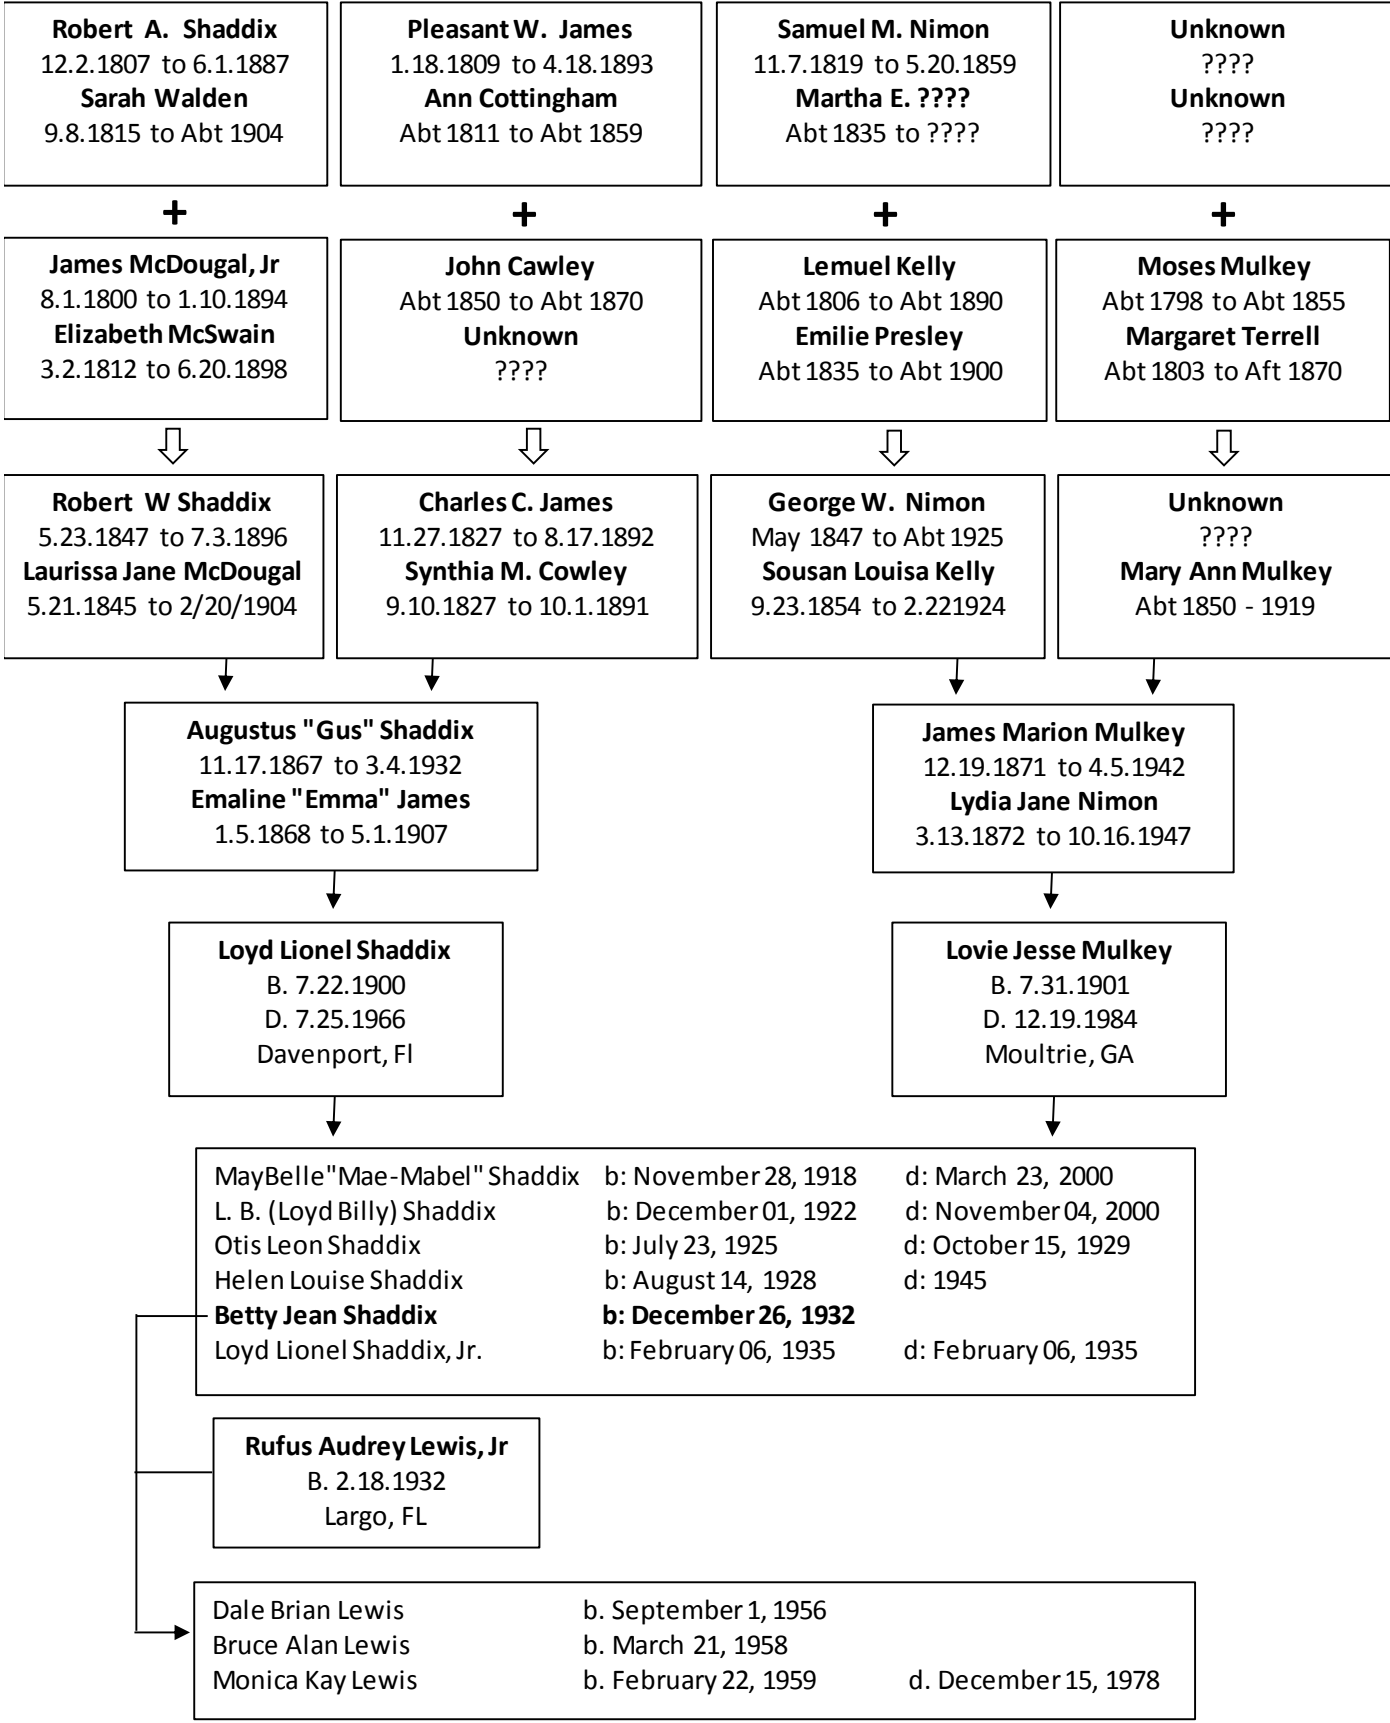 Robert A. Shaddix
12.2.1807 to 6.1.1887
Sarah Walden
9.8.1815 to Abt 1904
Pleasant W. James
1.18.1809 to 4.18.1893
Ann Cottingham
Abt 1811 to Abt 1859
Samuel M. Nimon
11.7.1819 to 5.20.1859
Martha E. ????
Abt 1835 to ????
Unknown
????
Unknown
????
+
+
+
+
James McDougal, Jr
8.1.1800 to 1.10.1894
Elizabeth McSwain
3.2.1812 to 6.20.1898
John Cawley
Abt 1850 to Abt 1870
Unknown
????
Lemuel Kelly
Abt 1806 to Abt 1890
Emilie Presley
Abt 1835 to Abt 1900
Moses Mulkey
Abt 1798 to Abt 1855
Margaret Terrell
Abt 1803 to Aft 1870
Robert W Shaddix
5.23.1847 to 7.3.1896
Laurissa Jane McDougal
5.21.1845 to 2/20/1904
Charles C. James
11.27.1827 to 8.17.1892
Synthia M. Cowley
9.10.1827 to 10.1.1891
George W. Nimon
May 1847 to Abt 1925
Sousan Louisa Kelly
9.23.1854 to 2.221924
Unknown
????
Mary Ann Mulkey
Abt 1850 - 1919
Augustus "Gus" Shaddix
11.17.1867 to 3.4.1932
Emaline "Emma" James
1.5.1868 to 5.1.1907
James Marion Mulkey
12.19.1871 to 4.5.1942
Lydia Jane Nimon
3.13.1872 to 10.16.1947
Loyd Lionel Shaddix
B. 7.22.1900
D. 7.25.1966
Davenport, Fl
Lovie Jesse Mulkey
B. 7.31.1901
D. 12.19.1984
Moultrie, GA
MayBelle "Mae-Mabel" Shaddix b: November 28, 1918 d: March 23, 2000
L. B. (Loyd Billy) Shaddix b: December 01, 1922 d: November 04, 2000
Otis Leon Shaddix b: July 23, 1925 d: October 15, 1929
Helen Louise Shaddix b: August 14, 1928 d: 1945
Betty Jean Shaddix b: December 26, 1932
Loyd Lionel Shaddix, Jr. b: February 06, 1935 d: February 06, 1935
Rufus Audrey Lewis, Jr
B. 2.18.1932
Largo, FL
Dale Brian Lewis b. September 1, 1956
Bruce Alan Lewis b. March 21, 1958
Monica Kay Lewis b. February 22, 1959 d. December 15, 1978